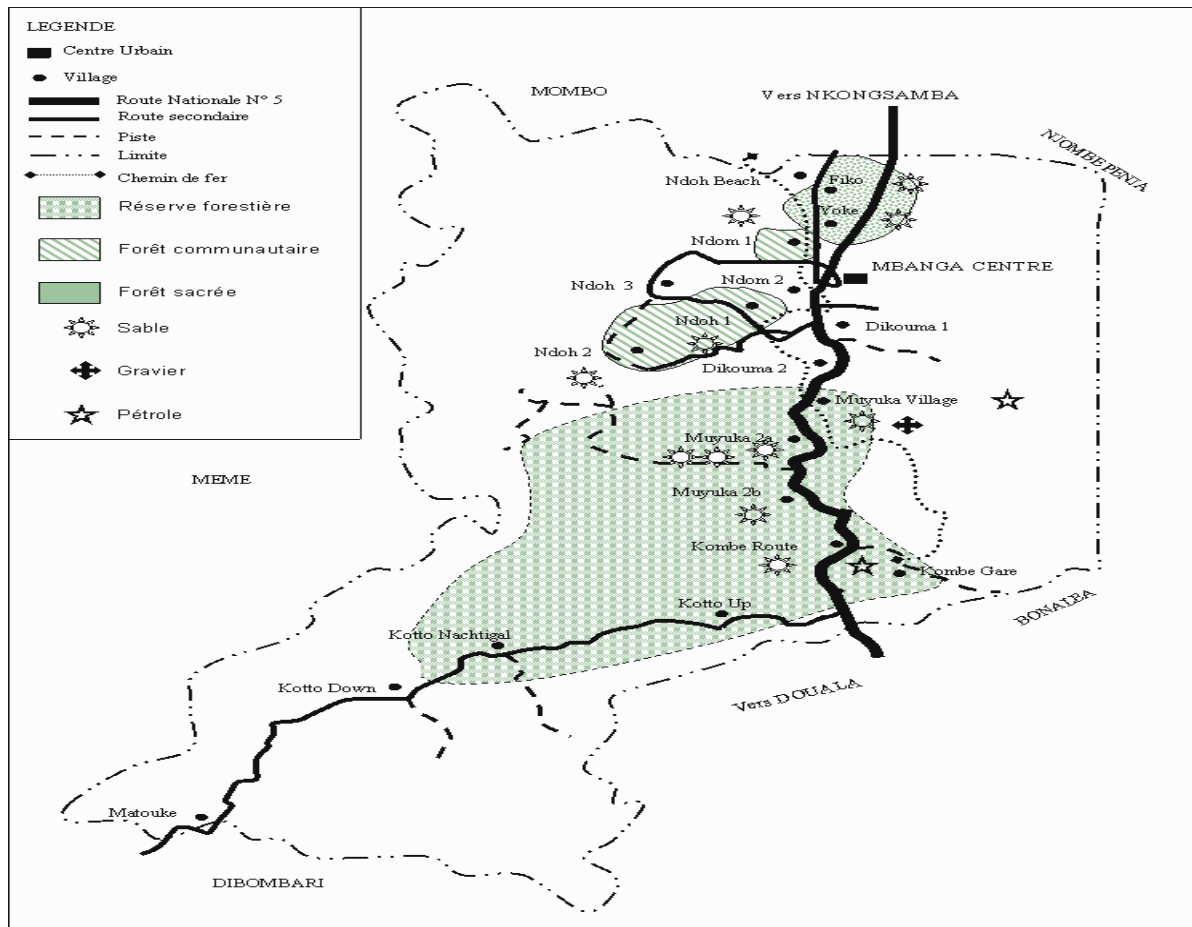 LEGENDE
Centre Urbain
Village
Route Nationale N° 5
Route secondaire
Piste
Limite
Chemin de fer
Réserve forestière
Forêt communautaire
Forêt sacrée
Sable
Gravier
Pétrole
MOMBO
Vers NKONGSAMBA
NJOMBE PENJA
Ndoh Beach
Fiko
Yoke
Ndom 1
MBANGA CENTRE
Ndoh 3
Ndom 2
Ndoh 1
Dikouma 1
Ndoh 2
Dikouma 2
Muyuka Village
Muyuka 2a
MEME
Muyuka 2b
Kombe Route
Kombe Gare
Kotto Up
BONALEA
Kotto Nachtigal
Kotto Down
Vers DOUALA
Matouke
DIBOMBARI